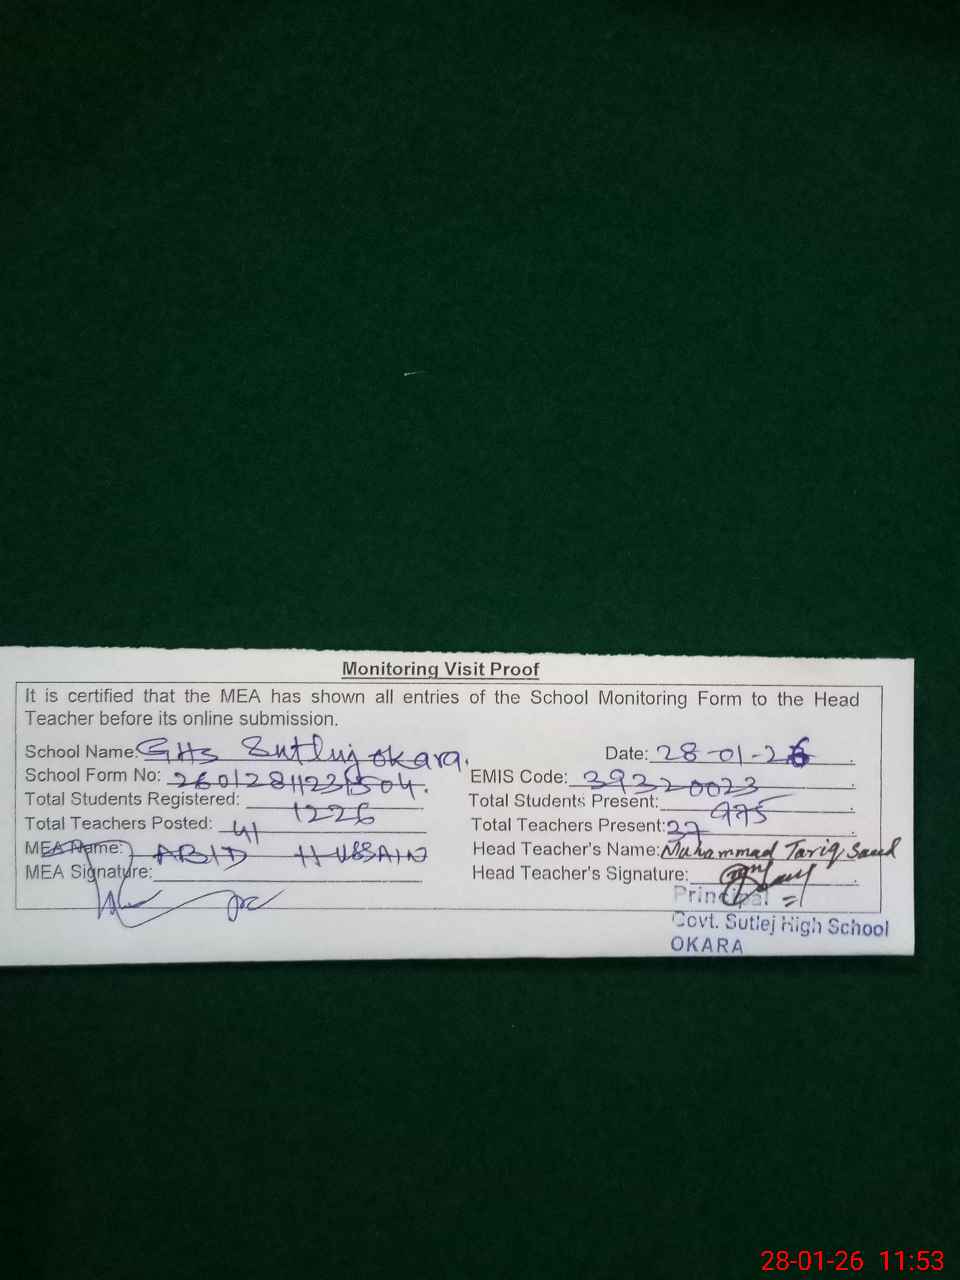 Monitoring Visit Proof
It is certified that the MEA has shown all entries of the School Monitoring Form to the Head
Teacher before its online submission.
School Name: GHS Sutluj okara. Date: 28-01-26
School Form No: EMIS Code: 39320023
Total Students Registered: 1226 Total Students Present: 975
Total Teachers Posted: 41 Total Teachers Present: 37
MEA Name: ABID HUSSAIN Head Teacher's Name: Muhammad Tariq Saud
MEA Signature: Head Teacher's Signature:
Principal
Govt. Sutlej High School
OKARA
28-01-26 11:53